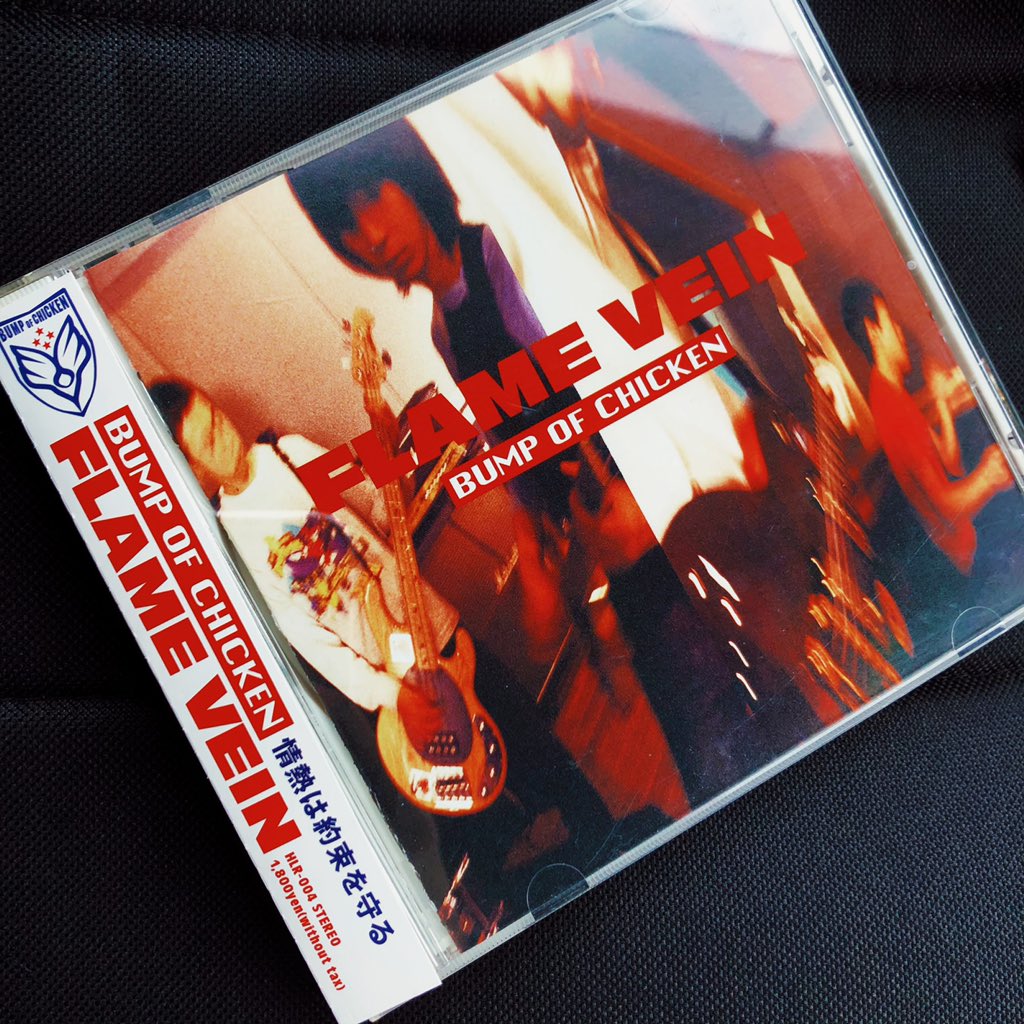 FLAME VEIN
BUMP OF CHICKEN
BUMP OF CHICKEN
BUMP OF CHICKEN
FLAME VEIN
情熱は約束を守る
HLR-004 STEREO
1,800yen(without tax)